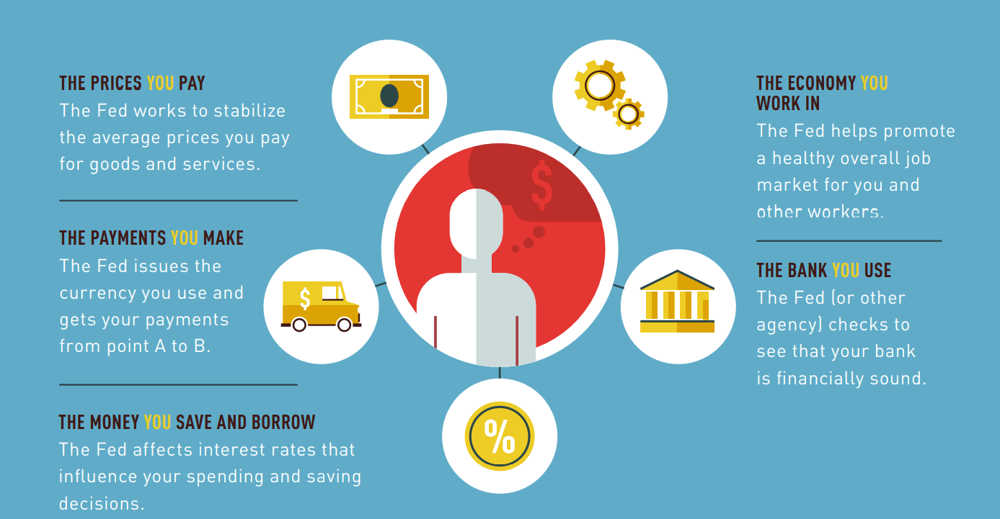 THE PRICES YOU PAY
The Fed works to stabilize
the average prices you pay
for goods and services.
THE PAYMENTS YOU MAKE
The Fed issues the
currency you use and
gets your payments
from point A to B.
THE MONEY YOU SAVE AND BORROW
The Fed affects interest rates that
influence your spending and saving
decisions.
$
$
%
THE ECONOMY YOU
WORK IN
The Fed helps promote
a healthy overall job
market for you and
other workers.
THE BANK YOU USE
The Fed (or other
agency) checks to
see that your bank
is financially sound.